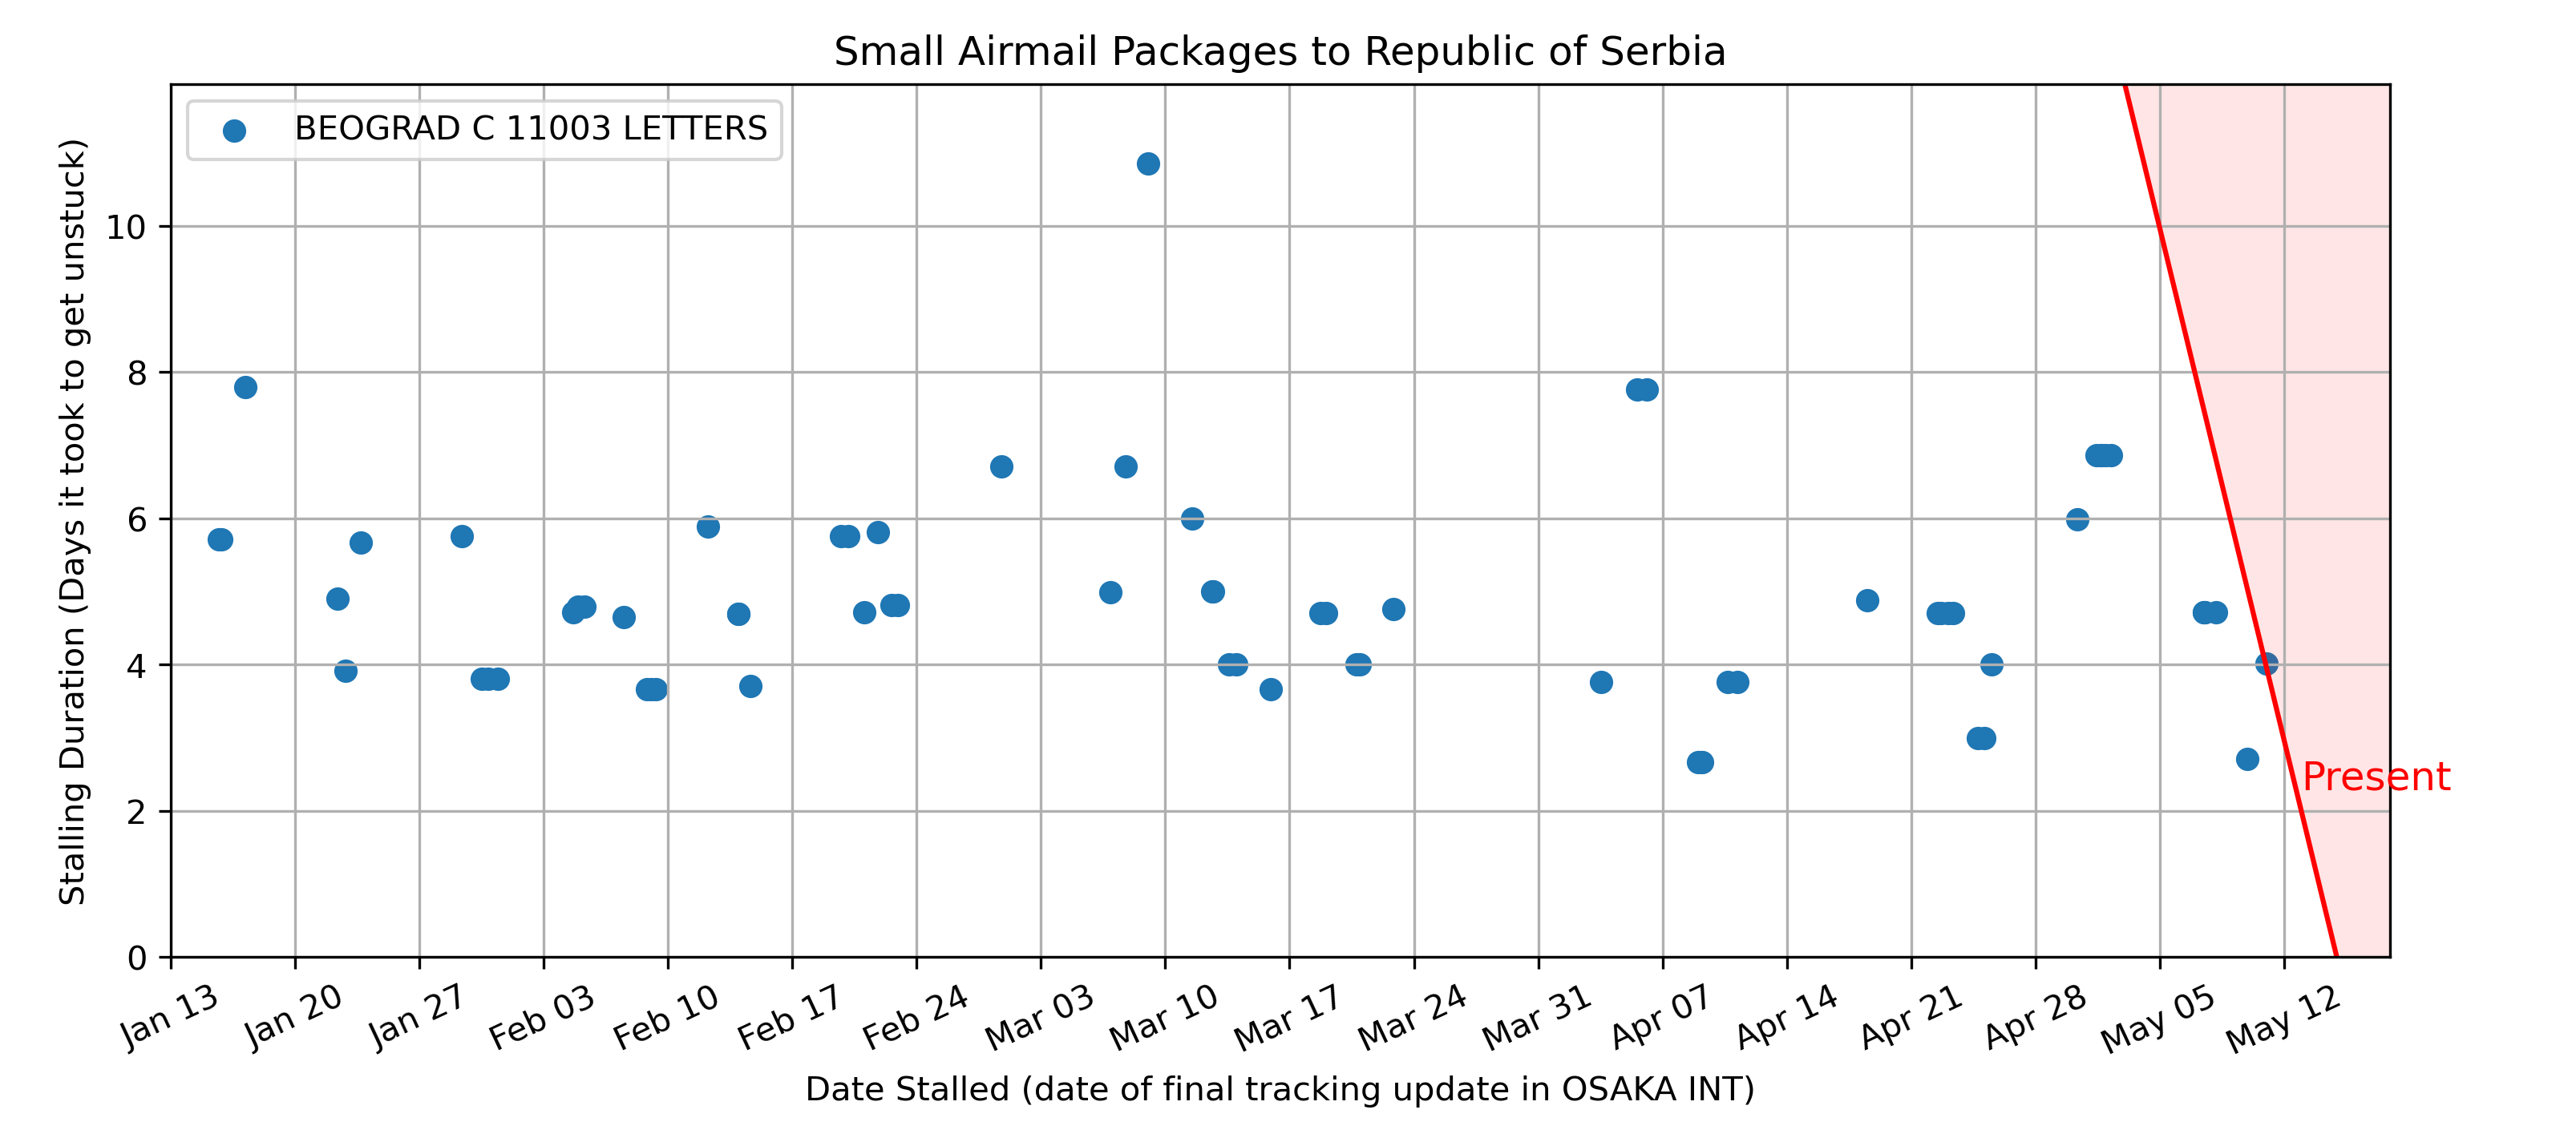 Small Airmail Packages to Republic of Serbia
BEOGRAD C 11003 LETTERS
Stalling Duration (Days it took to get unstuck)
10
8
6
4
2
0
Present
Jan 13
Jan 20
Jan 27
Feb 03
Feb 10
Feb 17
Feb 24
Mar 03
Mar 10
Mar 17
Mar 24
Mar 31
Apr 07
Apr 14
Apr 21
Apr 28
May 05
May 12
Date Stalled (date of final tracking update in OSAKA INT)